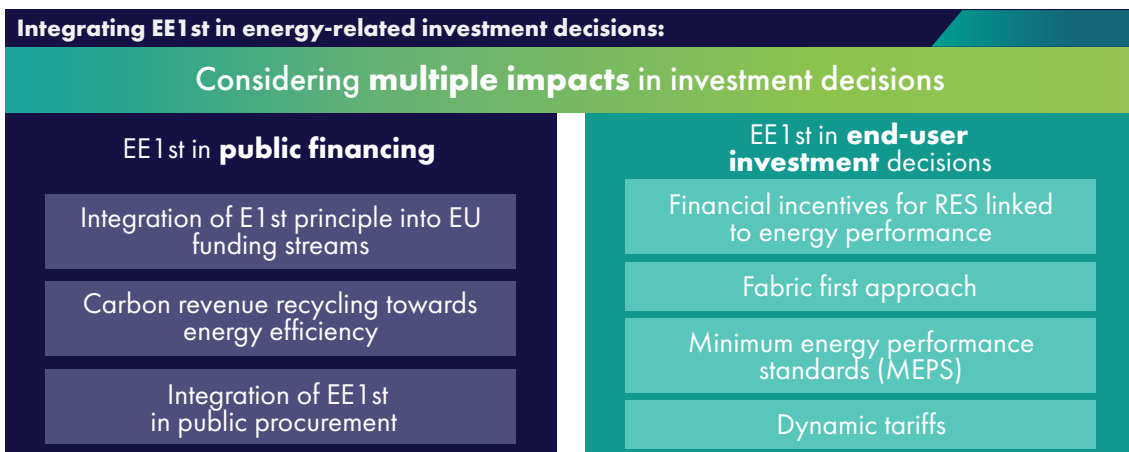 Integrating EE1st in energy-related investment decisions:
Considering multiple impacts in investment decisions
EE1st in public financing
Integration of E1st principle into EU
funding streams
Carbon revenue recycling towards
energy efficiency
Integration of EE1st
in public procurement
EE1st in end-user
investment decisions
Financial incentives for RES linked
to energy performance
Fabric first approach
Minimum energy performance
standards (MEPS)
Dynamic tariffs